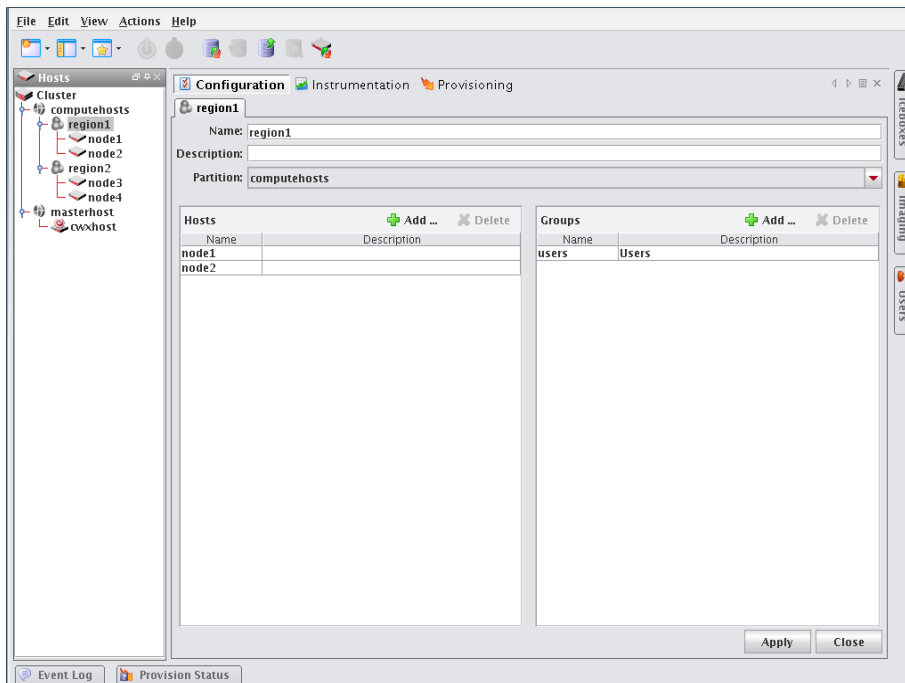 File Edit View Actions Help
Hosts
Cluster
computehosts
region1
node1
node2
region2
node3
node4
masterhost
cwxhost
Configuration Instrumentation Provisioning
region1
Name: region1
Description:
Partition: computehosts
Hosts Add ... Delete
Name Description
node1
node2
Groups Add ... Delete
Name Description
users Users
Apply Close
Iceboxes
Imaging
Users
Event Log Provision Status